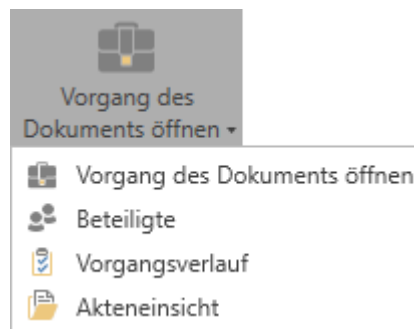 Vorgang des
Dokuments öffnen
Vorgang des Dokuments öffnen
Beteiligte
Vorgangsverlauf
Akteneinsicht